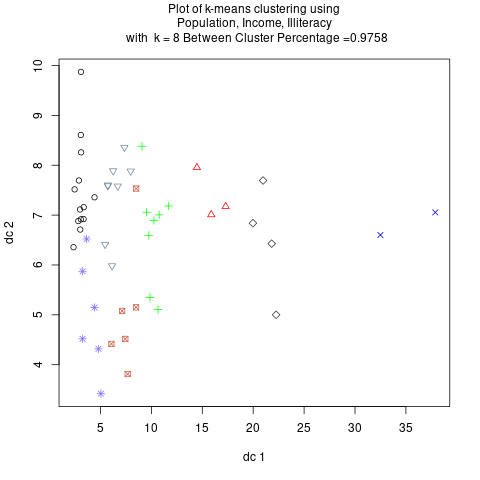 Plot of k-means clustering using
Population, Income, Illiteracy
with k = 8 Between Cluster Percentage =0.9758
10
9
8
7
6
5
4
dc 2
5
10
15
20
25
30
35
dc 1